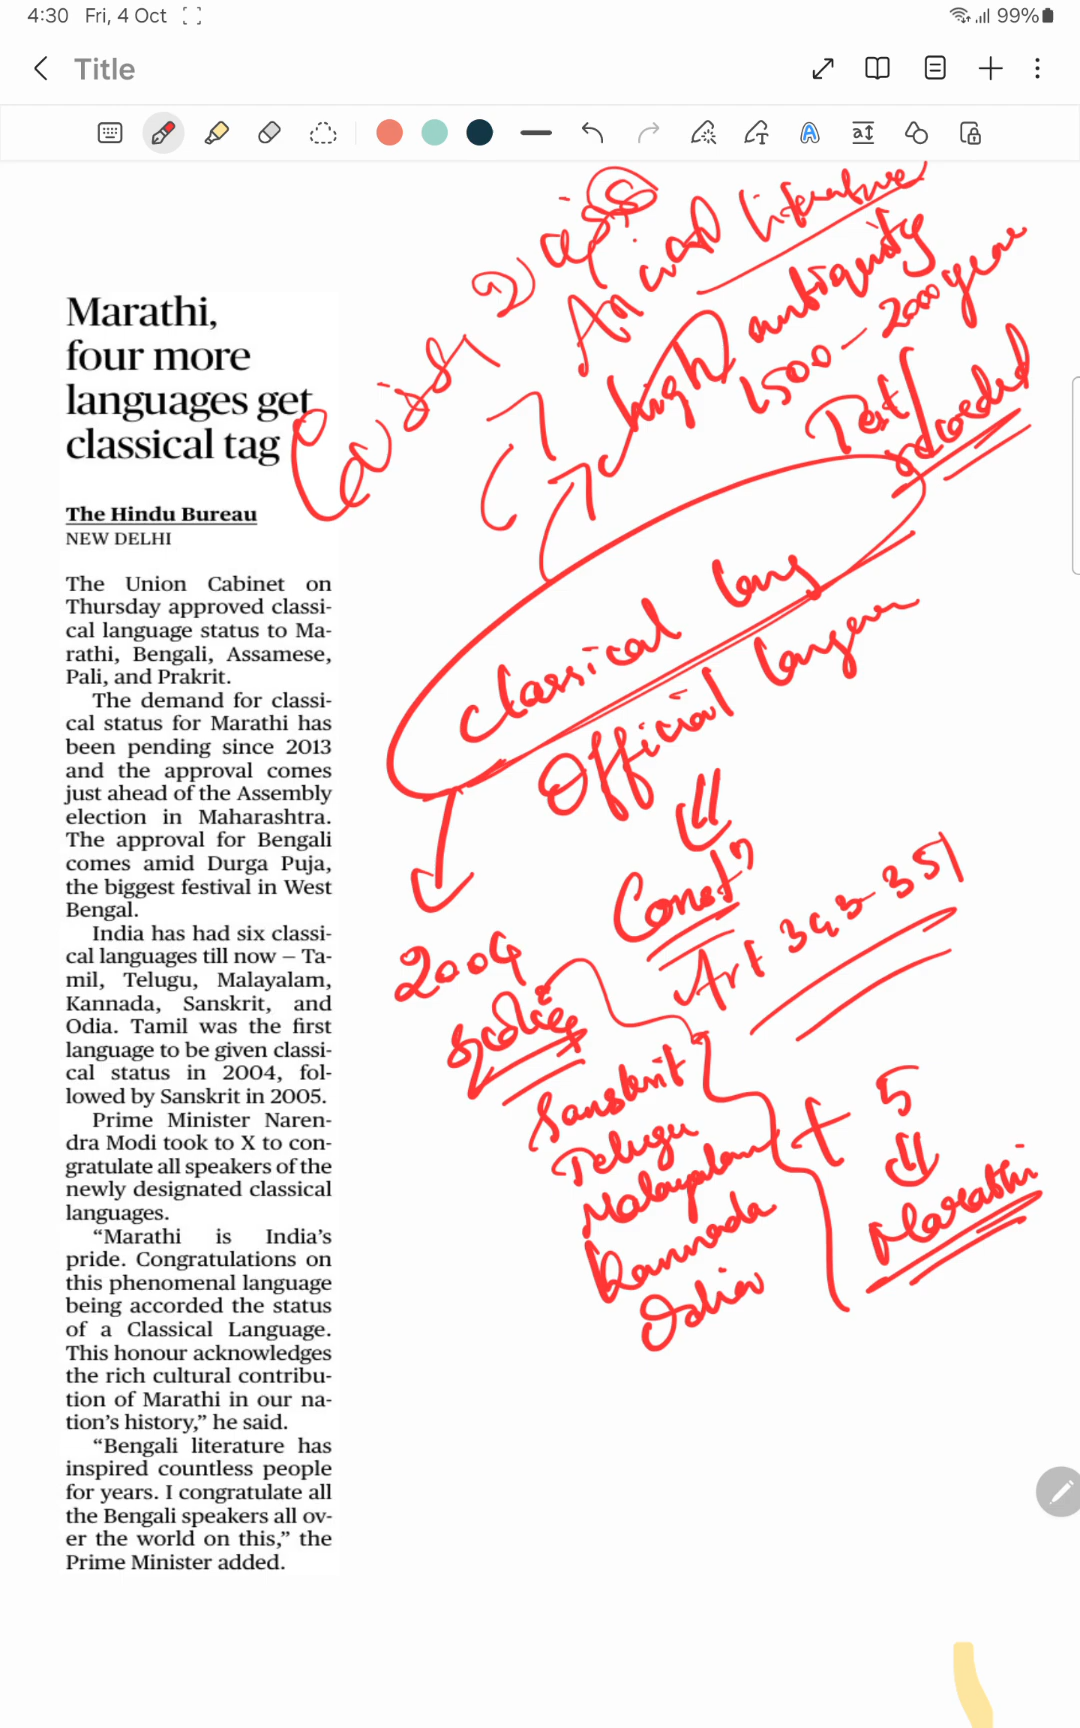 4:30 Fri, 4 Oct
99%
Title
Marathi,
four more
languages get
classical tag
The Hindu Bureau
NEW DELHI
The Union Cabinet on
Thursday approved classi-
cal language status to Ma-
rathi, Bengali, Assamese,
Pali, and Prakrit.
The demand for classi-
cal status for Marathi has
been pending since 2013
and the approval comes
just ahead of the Assembly
election in Maharashtra.
The approval for Bengali
comes amid Durga Puja,
the biggest festival in West
Bengal.
India has had six classi-
cal languages till now – Ta-
mil, Telugu, Malayalam,
Kannada, Sanskrit, and
Odia. Tamil was the first
language to be given classi-
cal status in 2004, fol-
lowed by Sanskrit in 2005.
Prime Minister Naren-
dra Modi took to X to con-
gratulate all speakers of the
newly designated classical
languages.
“Marathi is India’s
pride. Congratulations on
this phenomenal language
being accorded the status
of a Classical Language.
This honour acknowledges
the rich cultural contribu-
tion of Marathi in our na-
tion’s history,” he said.
“Bengali literature has
inspired countless people
for years. I congratulate all
the Bengali speakers all ov-
er the world on this,” the
Prime Minister added.
literature
high antiquity
1500-2000 year
Text/
recorded
Classical lang
Official
Const
Art 343-351
2004
Sanskrit
Telugu
Malayalam
Kannada
Odia
+ 5
Marathi